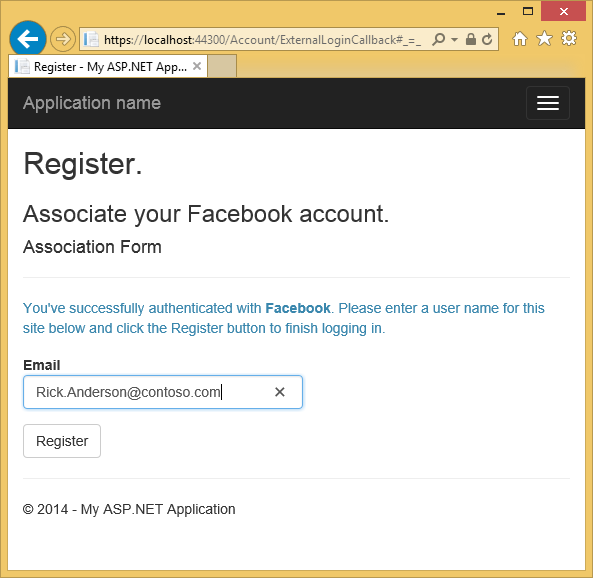 https://localhost:44300/Account/ExternalLoginCallback#_=_
Register - My ASP.NET App...
Application name
Register.
Associate your Facebook account.
Association Form
You've successfully authenticated with Facebook. Please enter a user name for this
site below and click the Register button to finish logging in.
Email
Rick.Anderson@contoso.com
Register
© 2014 - My ASP.NET Application